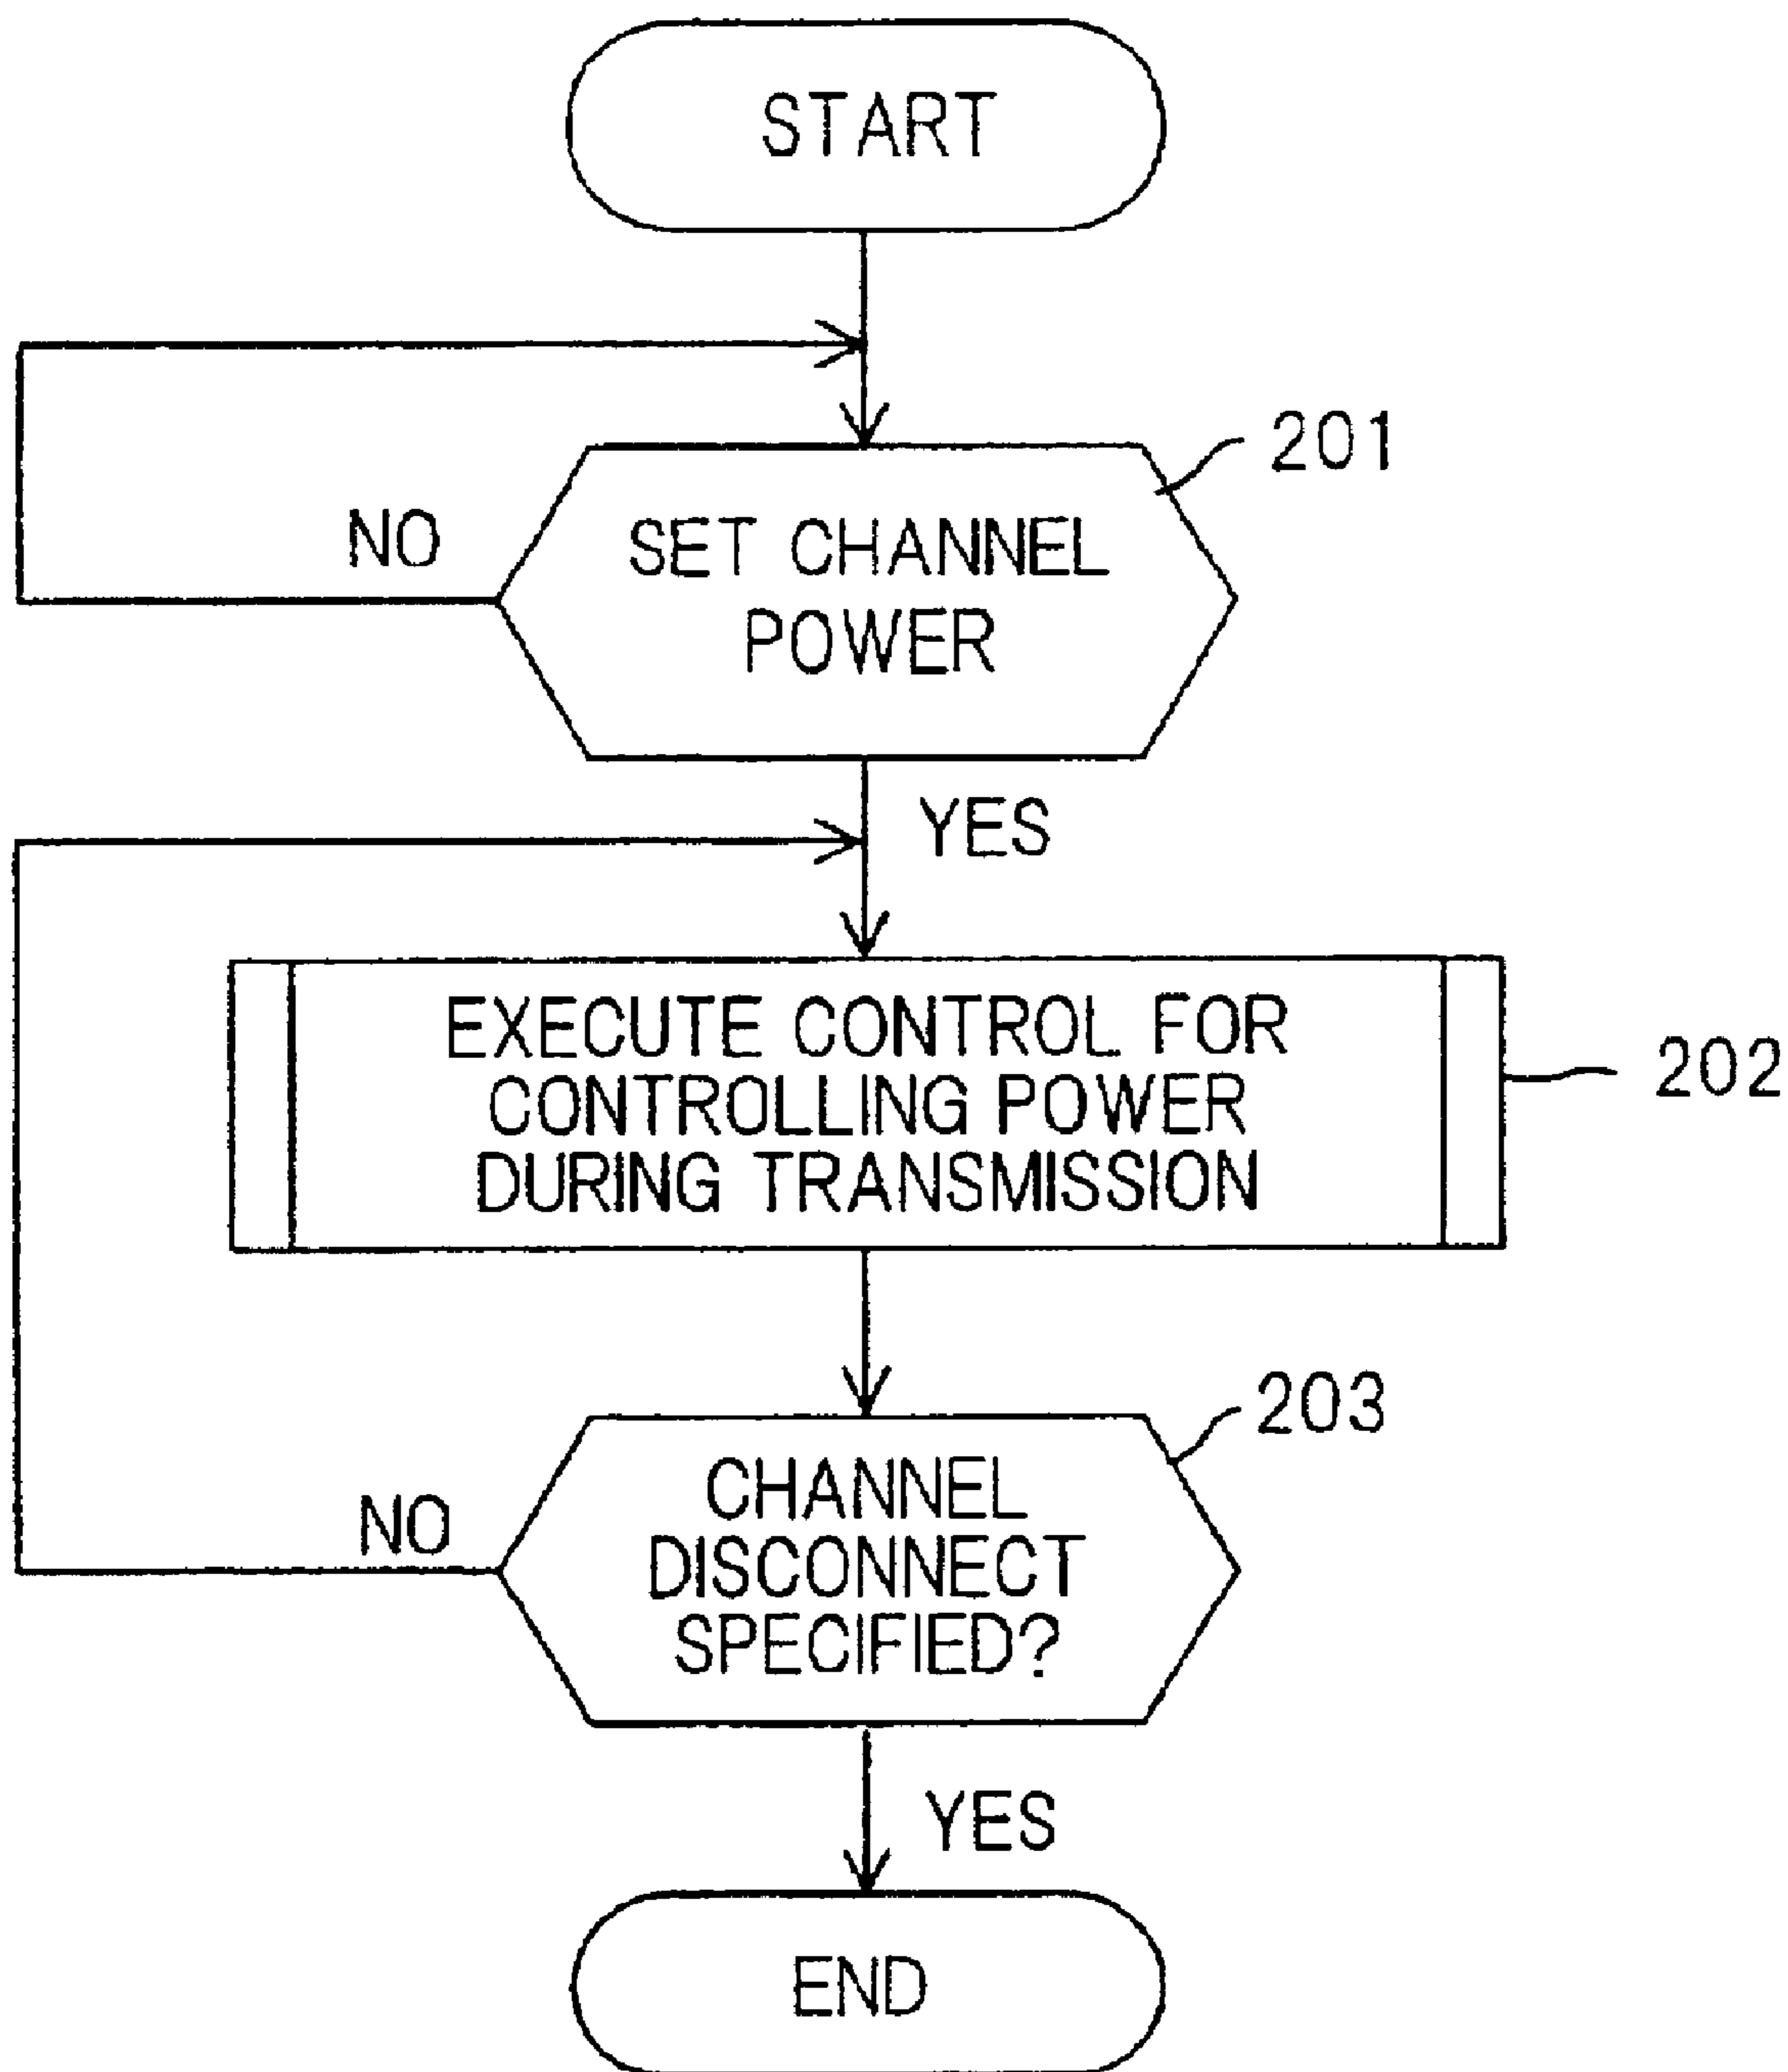 START
201
NO
SET CHANNEL
POWER
YES
EXECUTE CONTROL FOR
CONTROLLING POWER
DURING TRANSMISSION
202
203
NO
CHANNEL
DISCONNECT
SPECIFIED?
YES
END